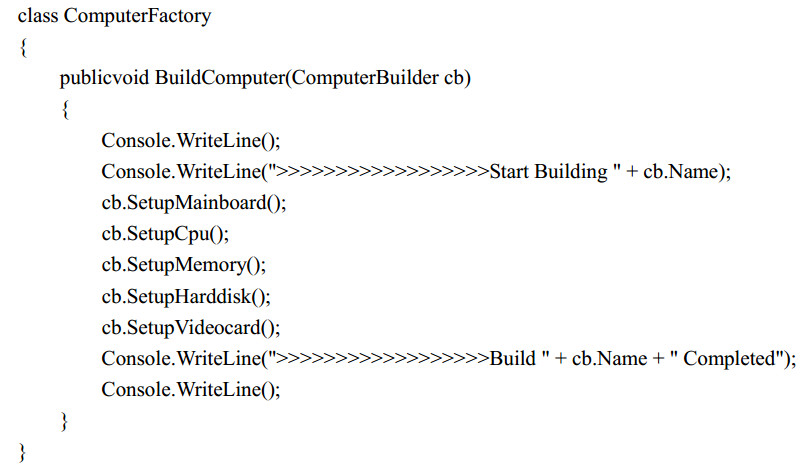 class ComputerFactory
{
publicvoid BuildComputer(ComputerBuilder cb)
{
Console.WriteLine();
Console.WriteLine(">>>>>>>>>>>>>>>>>>Start Building " + cb.Name);
cb.SetupMainboard();
cb.SetupCpu();
cb.SetupMemory();
cb.SetupHarddisk();
cb.SetupVideocard();
Console.WriteLine(">>>>>>>>>>>>>>>>>>Build " + cb.Name + " Completed");
Console.WriteLine();
}
}